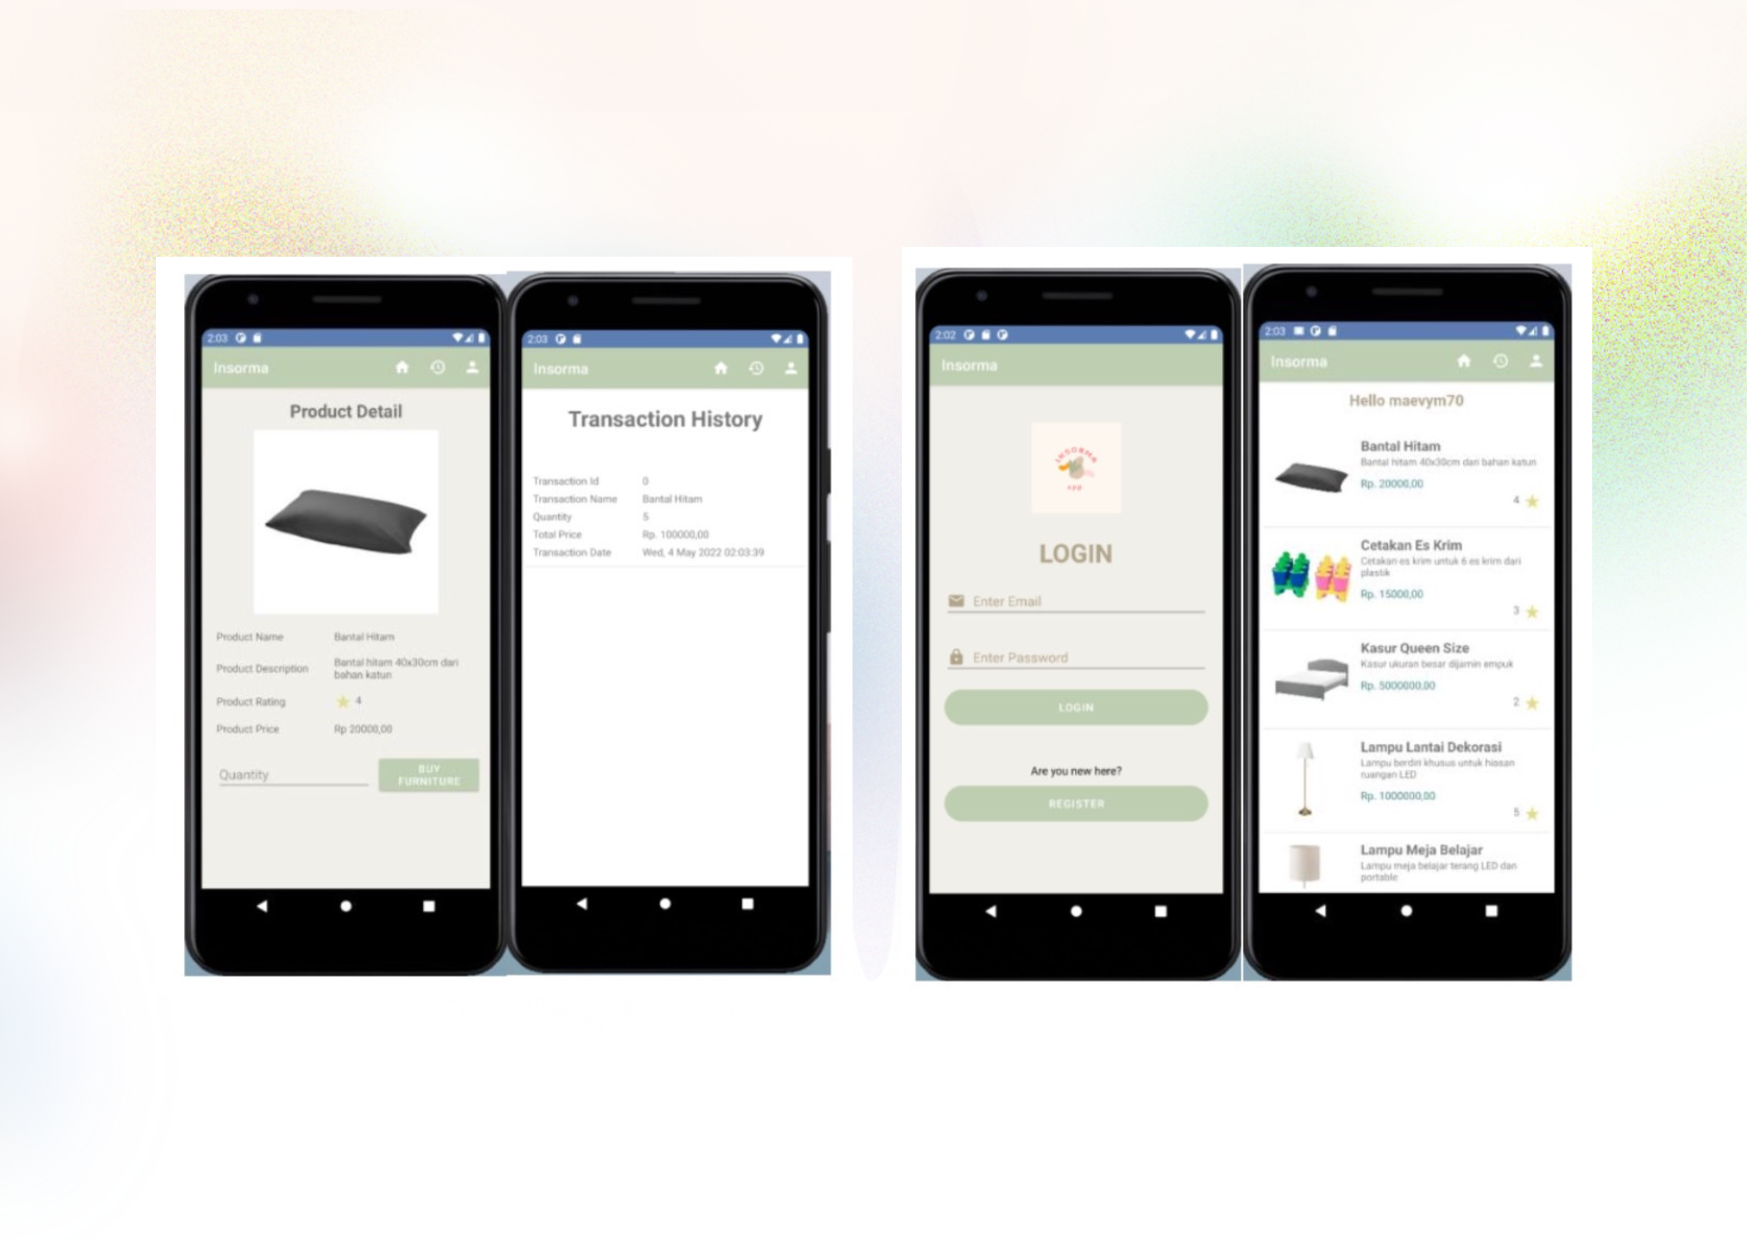 2:03
Insorma
Product Detail
Product Name Bantal Hitam
Product Description Bantal hitam 40x30cm dari
bahan katun
Product Rating 4
Product Price Rp 20000,00
Quantity
BUY
FURNITURE
2:03
Insorma
Transaction History
Transaction Id 0
Transaction Name Bantal Hitam
Quantity 5
Total Price Rp. 100000,00
Transaction Date Wed, 4 May 2022 02:03:39
2:02
Insorma
INSORMA
APP
LOGIN
Enter Email
Enter Password
LOGIN
Are you new here?
REGISTER
2:03
Insorma
Hello maevym70
Bantal Hitam
Bantal hitam 40x30cm dari bahan katun
Rp. 20000,00
4
Cetakan Es Krim
Cetakan es krim untuk 6 es krim dari
plastik
Rp. 15000,00
3
Kasur Queen Size
Kasur ukuran besar dijamin empuk
Rp. 5000000,00
2
Lampu Lantai Dekorasi
Lampu berdiri khusus untuk hiasan
ruangan LED
Rp. 1000000,00
5
Lampu Meja Belajar
Lampu meja belajar terang LED dan
portable